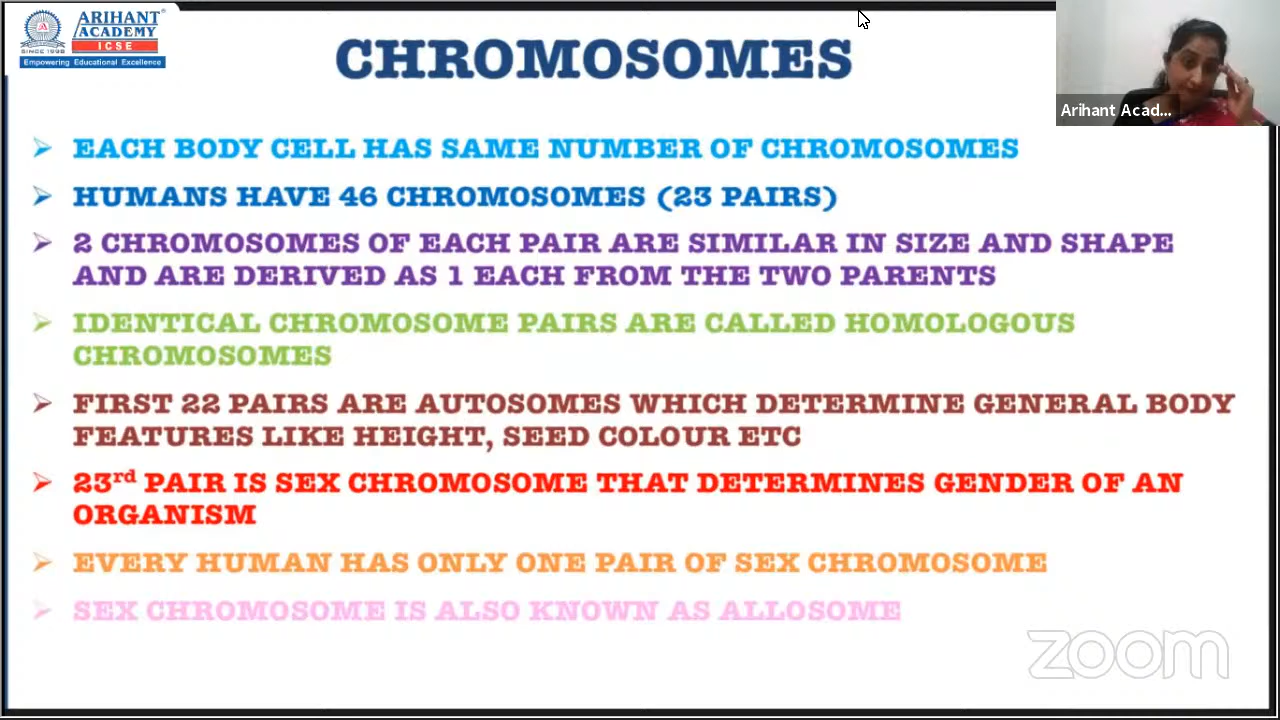 ARIHANT
ACADEMY
ICSE
SINCE 1998
Empowering Educational Excellence
CHROMOSOMES
Arihant Acad...
EACH BODY CELL HAS SAME NUMBER OF CHROMOSOMES
HUMANS HAVE 46 CHROMOSOMES (23 PAIRS)
2 CHROMOSOMES OF EACH PAIR ARE SIMILAR IN SIZE AND SHAPE
AND ARE DERIVED AS 1 EACH FROM THE TWO PARENTS
IDENTICAL CHROMOSOME PAIRS ARE CALLED HOMOLOGOUS
CHROMOSOMES
FIRST 22 PAIRS ARE AUTOSOMES WHICH DETERMINE GENERAL BODY
FEATURES LIKE HEIGHT, SEED COLOUR ETC
23rd PAIR IS SEX CHROMOSOME THAT DETERMINES GENDER OF AN
ORGANISM
EVERY HUMAN HAS ONLY ONE PAIR OF SEX CHROMOSOME
SEX CHROMOSOME IS ALSO KNOWN AS ALLOSOME
zoom